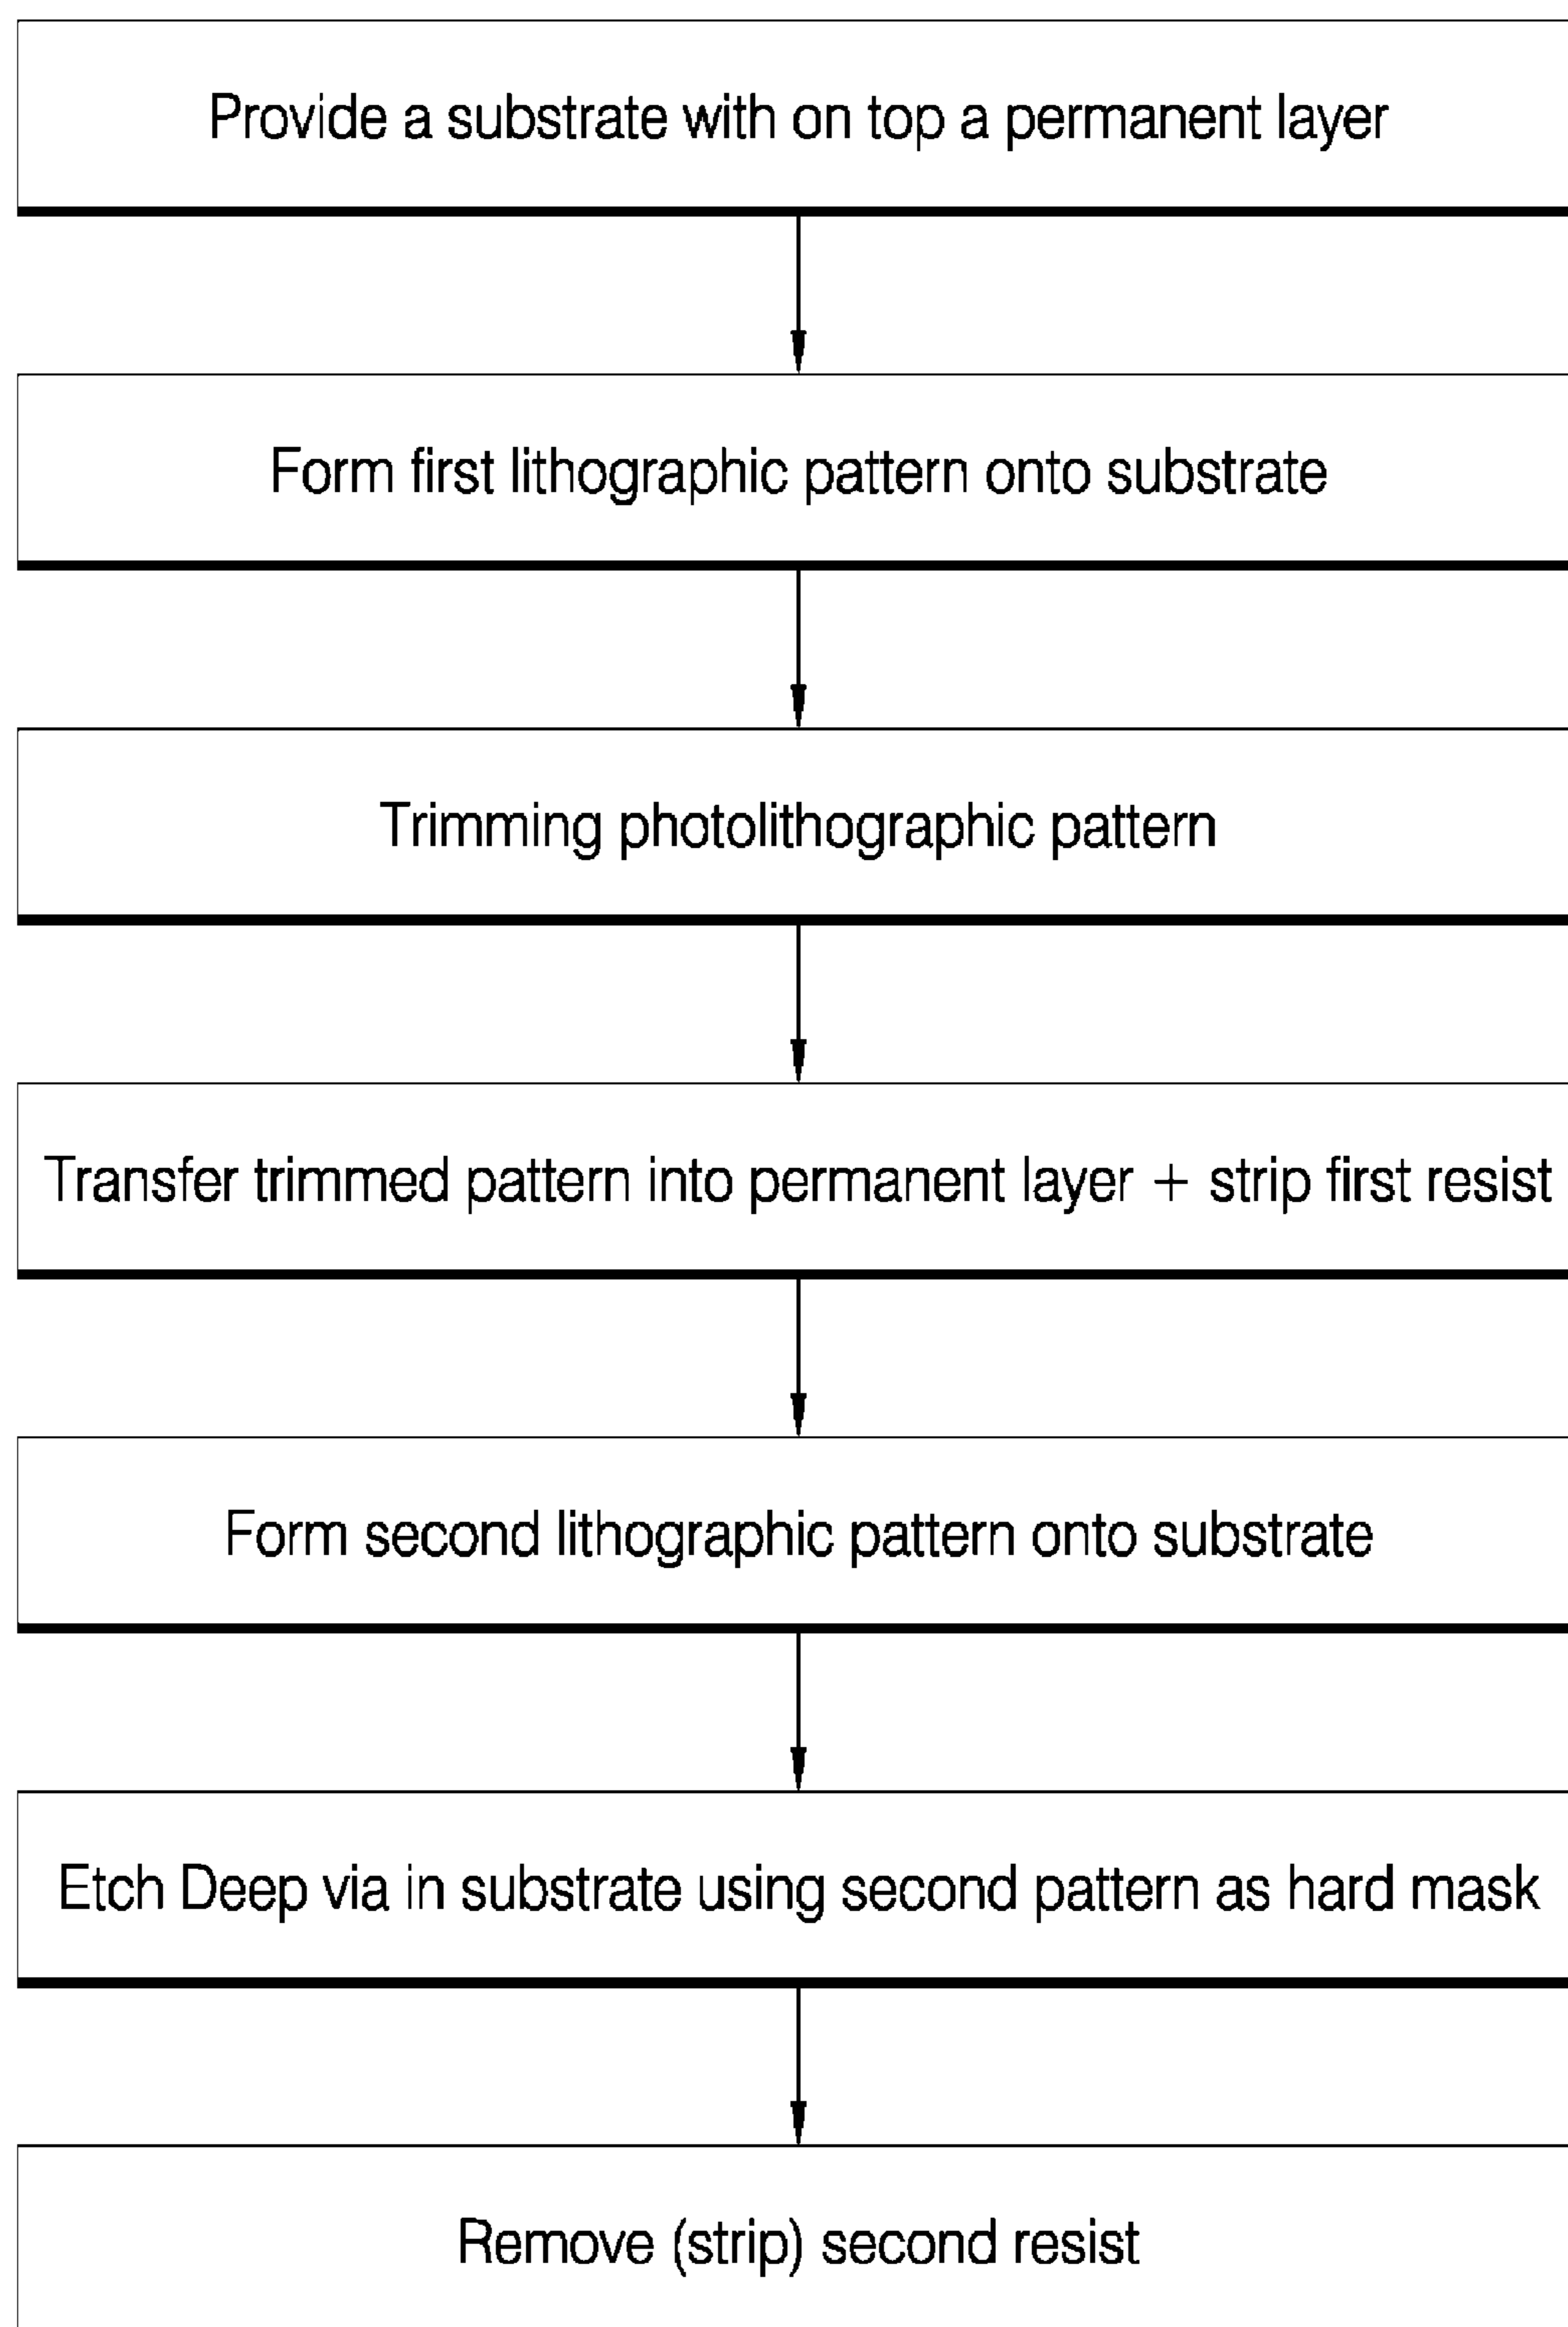 Provide a substrate with on top a permanent layer
Form first lithographic pattern onto substrate
Trimming photolithographic pattern
Transfer trimmed pattern into permanent layer + strip first resist
Form second lithographic pattern onto substrate
Etch Deep via in substrate using second pattern as hard mask
Remove (strip) second resist